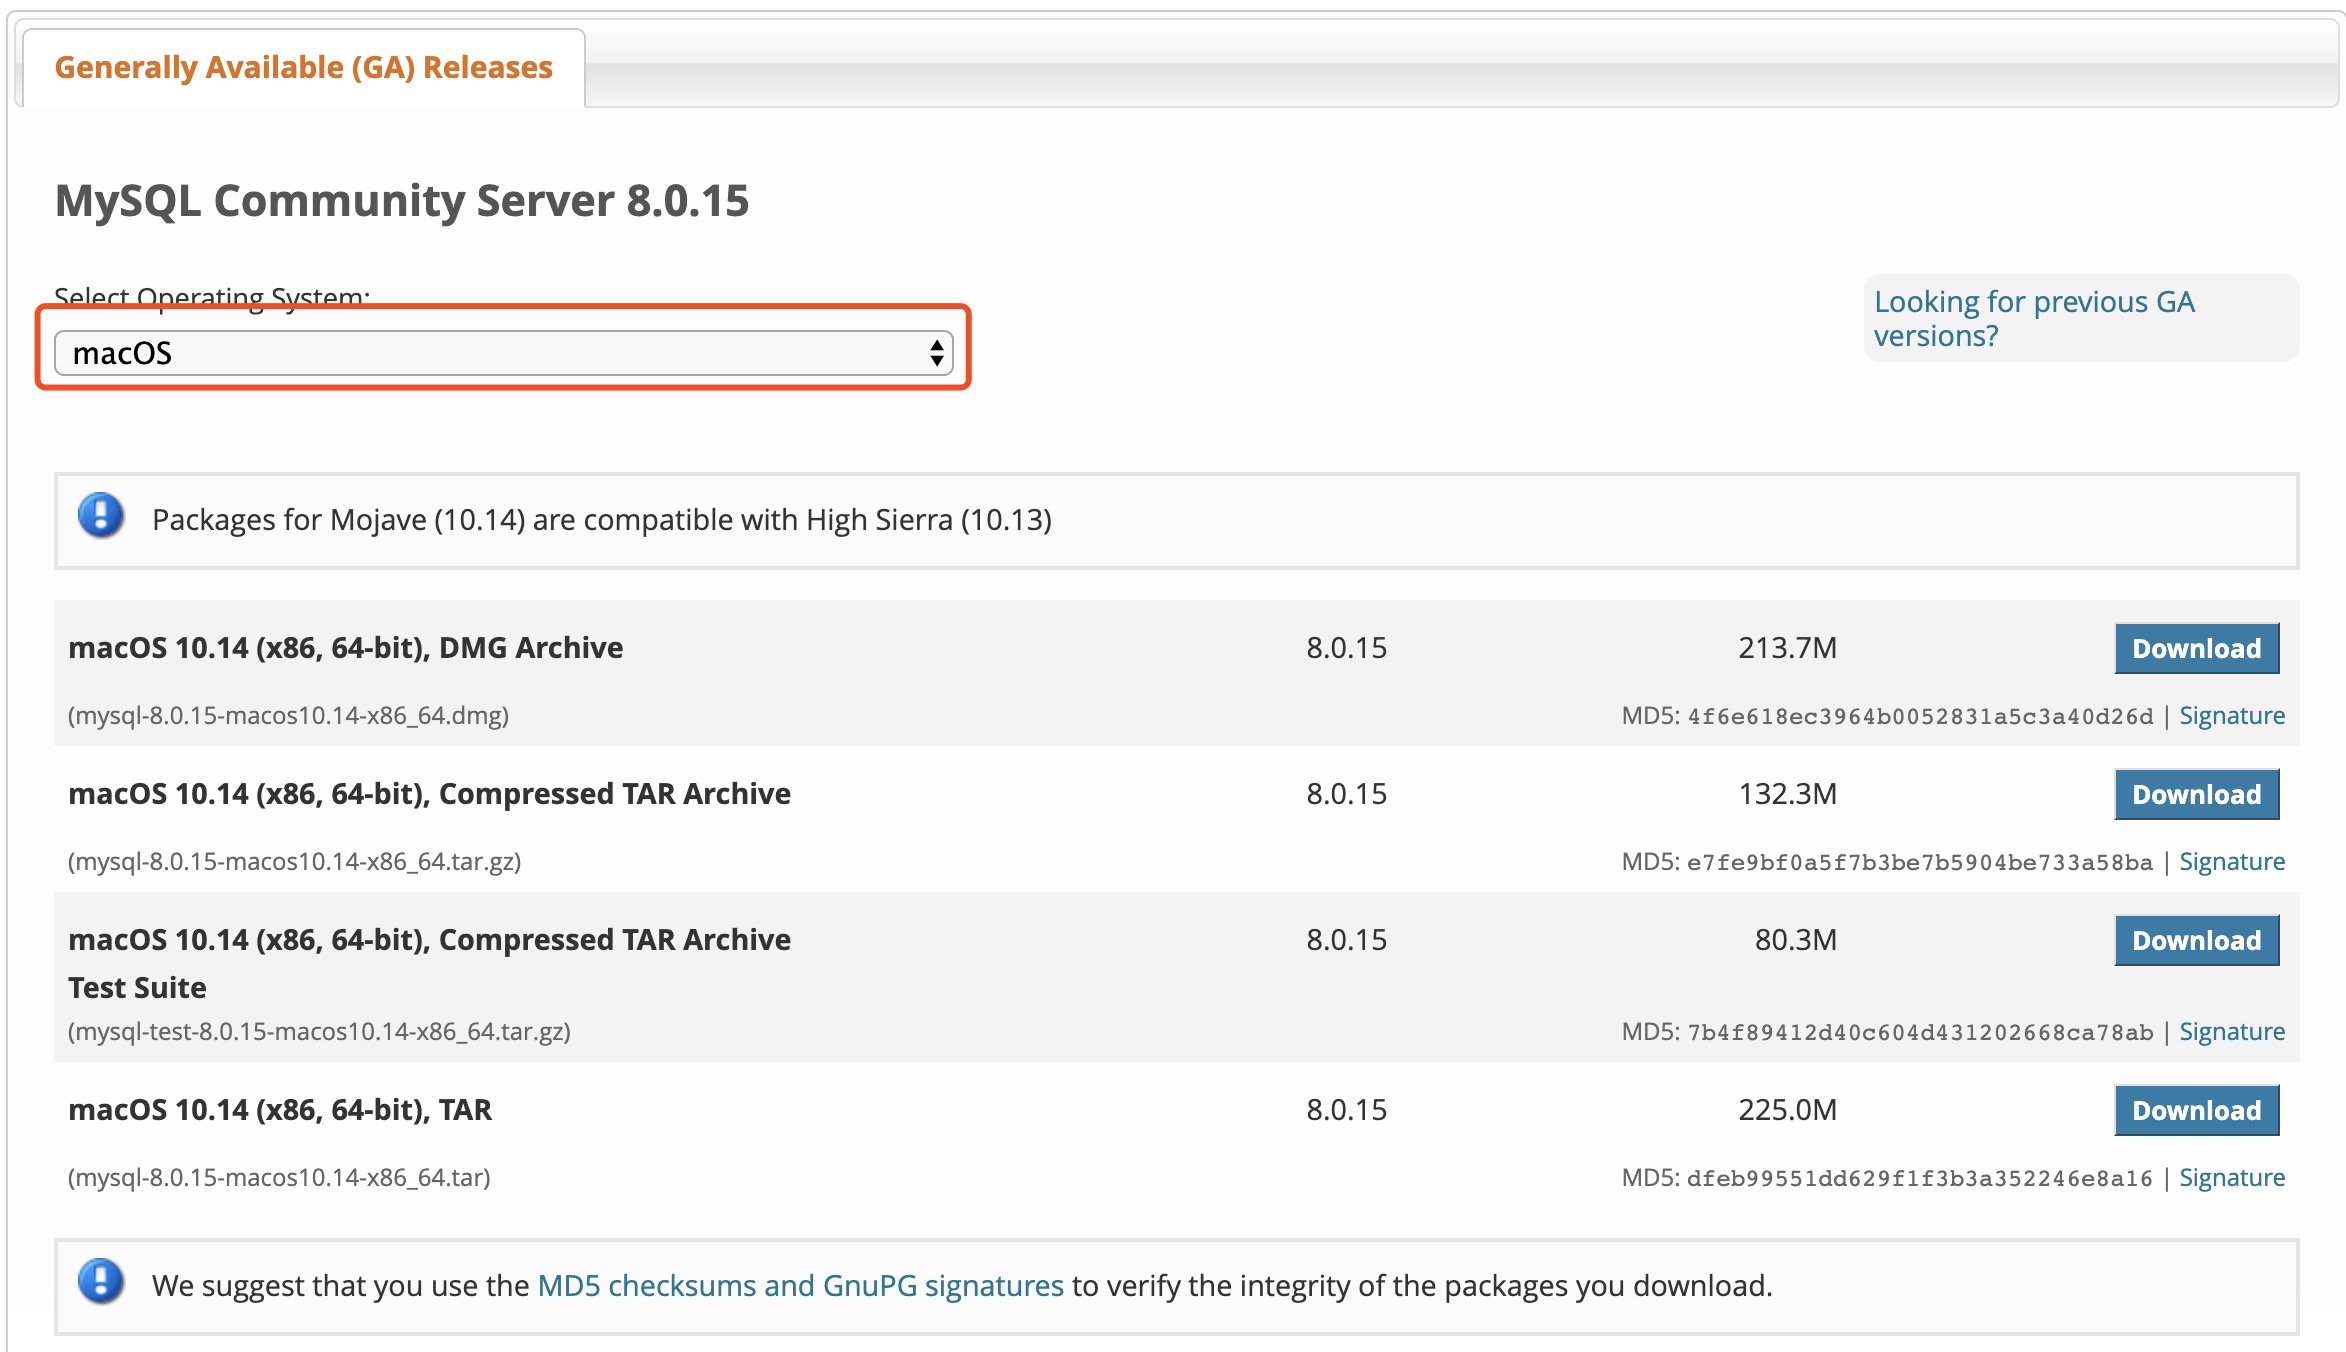 Generally Available (GA) Releases
MySQL Community Server 8.0.15
Select Operating System:
macOS
Looking for previous GA
versions?
Packages for Mojave (10.14) are compatible with High Sierra (10.13)
macOS 10.14 (x86, 64-bit), DMG Archive 8.0.15 213.7M Download
(mysql-8.0.15-macos10.14-x86_64.dmg) MD5: 4f6e618ec3964b0052831a5c3a40d26d | Signature
macOS 10.14 (x86, 64-bit), Compressed TAR Archive 8.0.15 132.3M Download
(mysql-8.0.15-macos10.14-x86_64.tar.gz) MD5: e7fe9bf0a5f7b3be7b5904be733a58ba | Signature
macOS 10.14 (x86, 64-bit), Compressed TAR Archive 8.0.15 80.3M Download
Test Suite
(mysql-test-8.0.15-macos10.14-x86_64.tar.gz) MD5: 7b4f89412d40c604d431202668ca78ab | Signature
macOS 10.14 (x86, 64-bit), TAR 8.0.15 225.0M Download
(mysql-8.0.15-macos10.14-x86_64.tar) MD5: dfeb99551dd629f1f3b3a352246e8a16 | Signature
We suggest that you use the MD5 checksums and GnuPG signatures to verify the integrity of the packages you download.